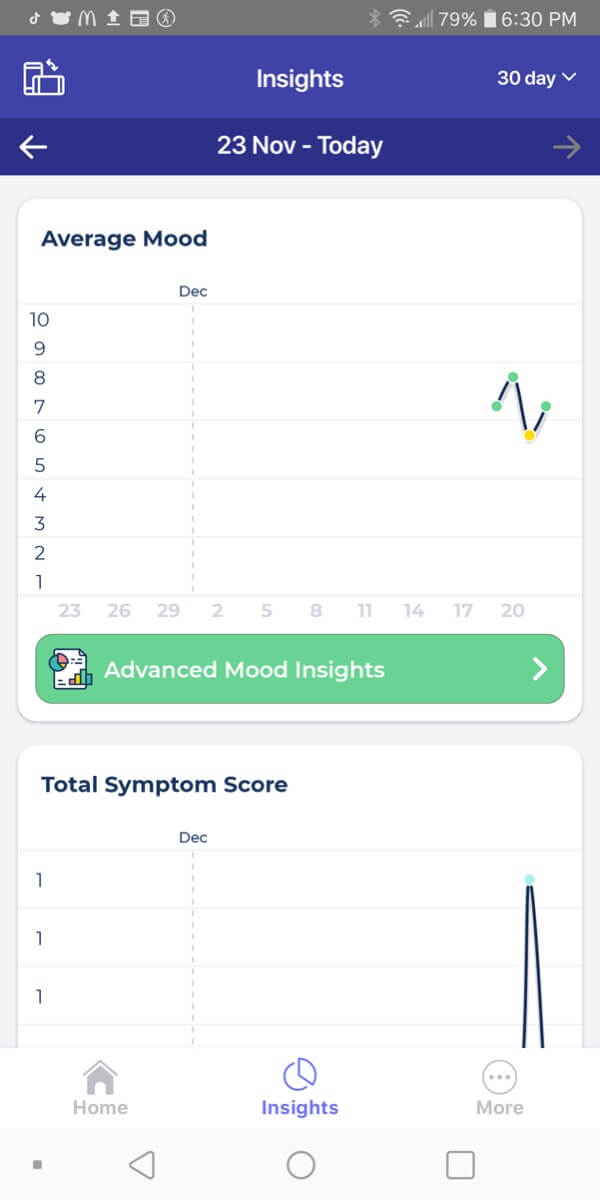 79% 6:30 PM
Insights
30 day
23 Nov - Today
Average Mood
Dec
10
9
8
7
6
5
4
3
2
1
23 26 29 2 5 8 11 14 17 20
Advanced Mood Insights
Total Symptom Score
Dec
1
1
1
Home Insights More